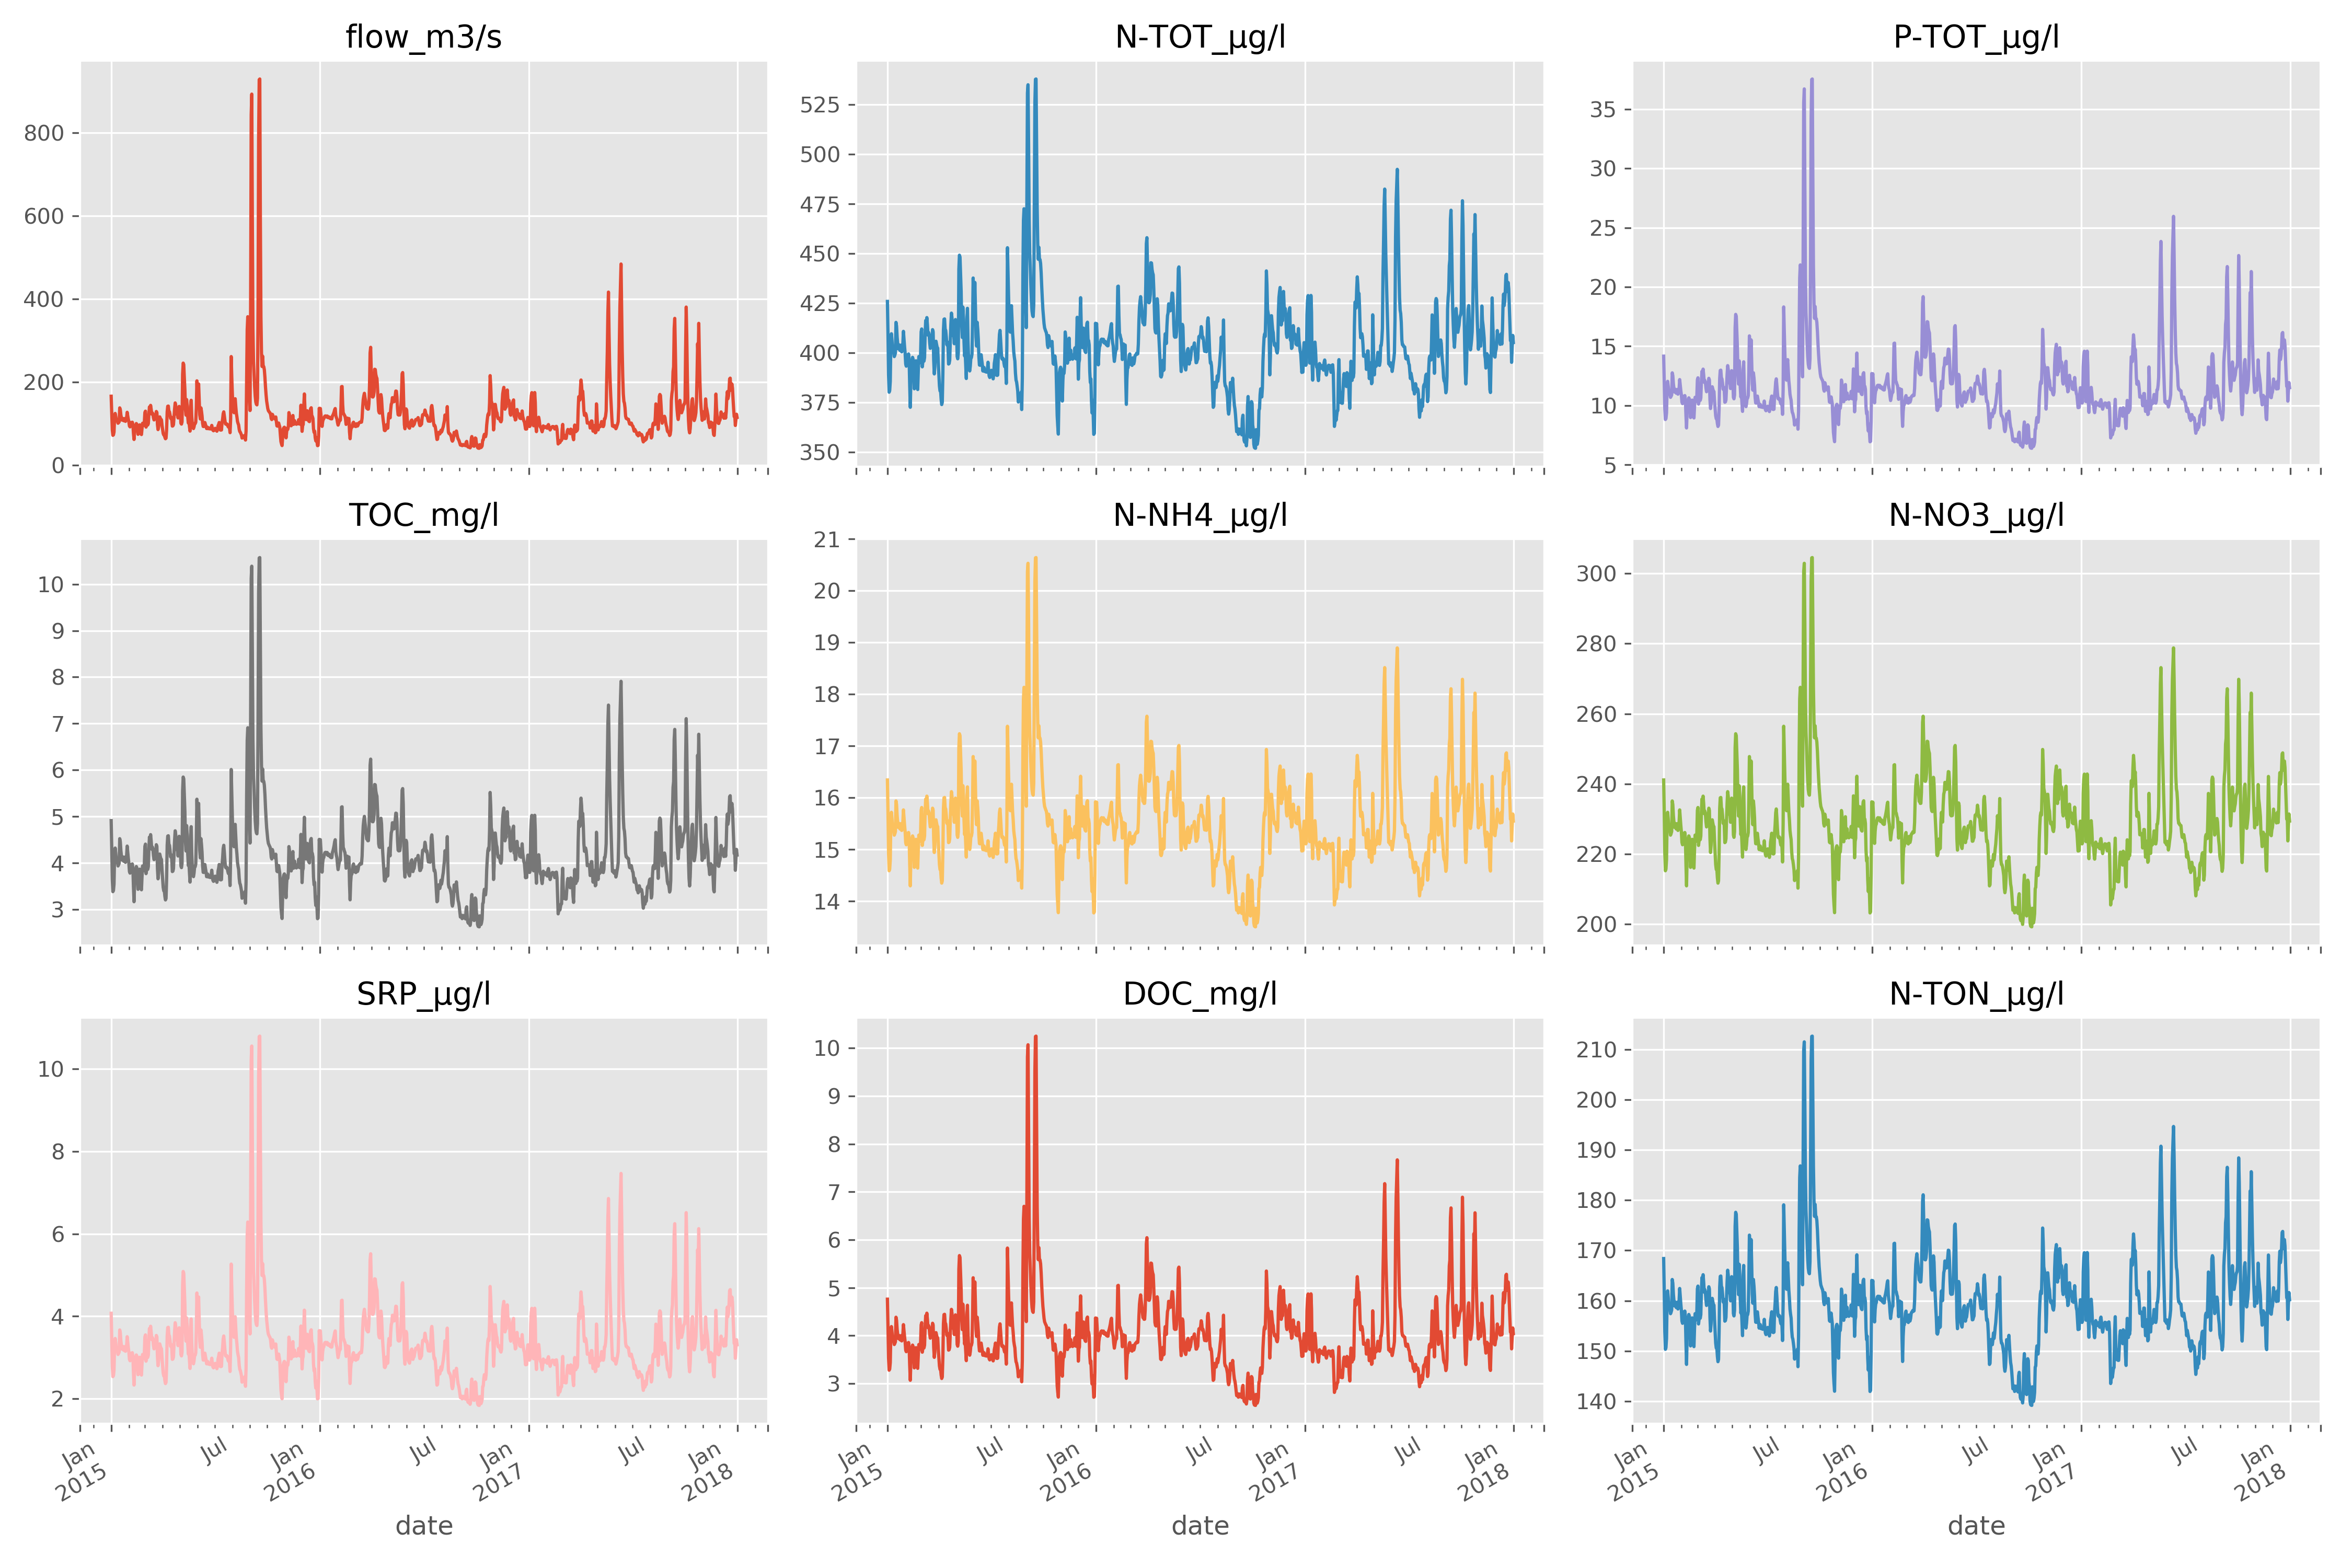 flow_m3/s
800
600
400
200
0
N-TOT_µg/l
525
500
475
450
425
400
375
350
P-TOT_µg/l
35
30
25
20
15
10
5
TOC_mg/l
10
9
8
7
6
5
4
3
N-NH4_µg/l
21
20
19
18
17
16
15
14
N-NO3_µg/l
300
280
260
240
220
200
SRP_µg/l
10
8
6
4
2
Jan
2015
Jul
Jan
2016
Jul
Jan
2017
Jul
Jan
2018
date
DOC_mg/l
10
9
8
7
6
5
4
3
Jan
2015
Jul
Jan
2016
Jul
Jan
2017
Jul
Jan
2018
date
N-TON_µg/l
210
200
190
180
170
160
150
140
Jan
2015
Jul
Jan
2016
Jul
Jan
2017
Jul
Jan
2018
date